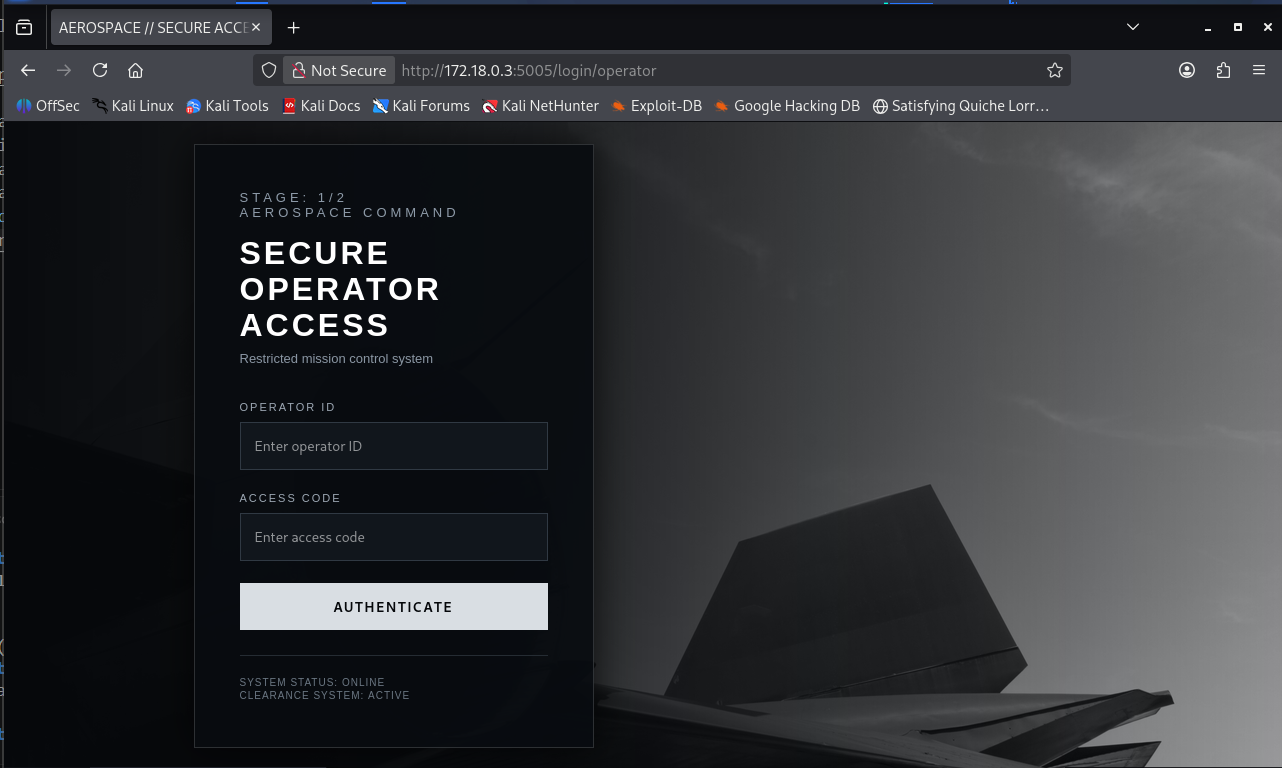 AEROSPACE // SECURE ACCE
Not Secure
http://172.18.0.3:5005/login/operator
OffSec
Kali Linux
Kali Tools
Kali Docs
Kali Forums
Kali NetHunter
Exploit-DB
Google Hacking DB
Satisfying Quiche Lorr…
STAGE: 1/2
AEROSPACE COMMAND
SECURE
OPERATOR
ACCESS
Restricted mission control system
OPERATOR ID
Enter operator ID
ACCESS CODE
Enter access code
AUTHENTICATE
SYSTEM STATUS: ONLINE
CLEARANCE SYSTEM: ACTIVE